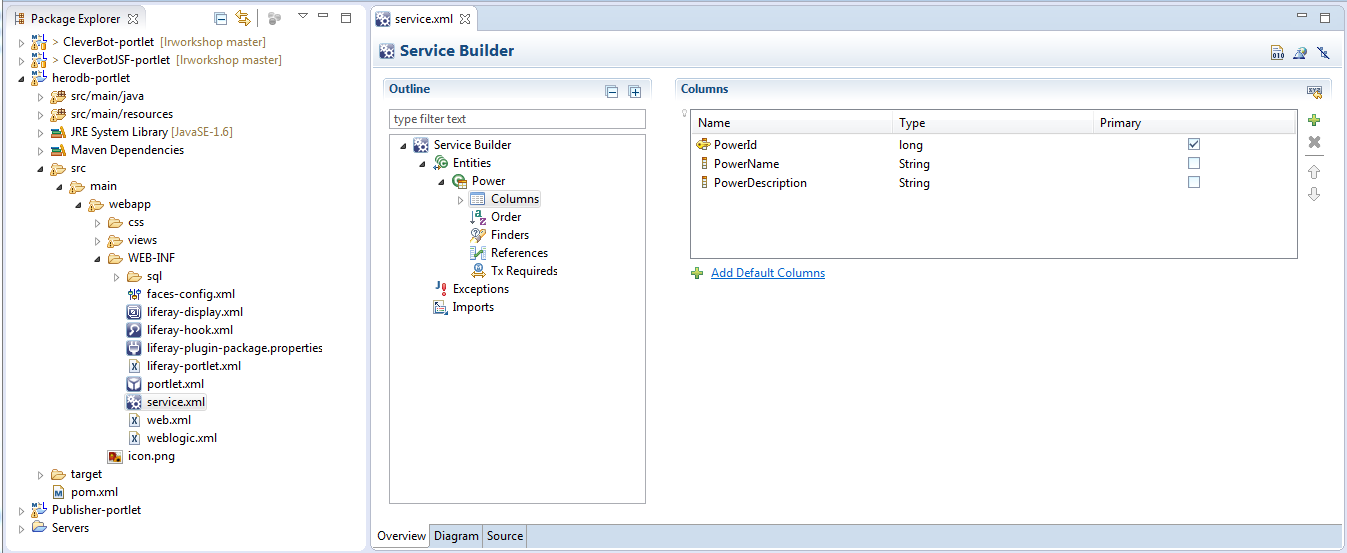 Package Explorer
> CleverBot-portlet [lrworkshop master]
> CleverBotJSF-portlet [lrworkshop master]
herodb-portlet
src/main/java
src/main/resources
JRE System Library [JavaSE-1.6]
Maven Dependencies
src
main
webapp
css
views
WEB-INF
sql
faces-config.xml
liferay-display.xml
liferay-hook.xml
liferay-plugin-package.properties
liferay-portlet.xml
portlet.xml
service.xml
web.xml
weblogic.xml
icon.png
target
pom.xml
Publisher-portlet
Servers
service.xml
Service Builder
Outline
type filter text
Service Builder
Entities
Power
Columns
Order
Finders
References
Tx Requireds
Exceptions
Imports
Columns
Name Type Primary
PowerId long
PowerName String
PowerDescription String
Add Default Columns
Overview Diagram Source